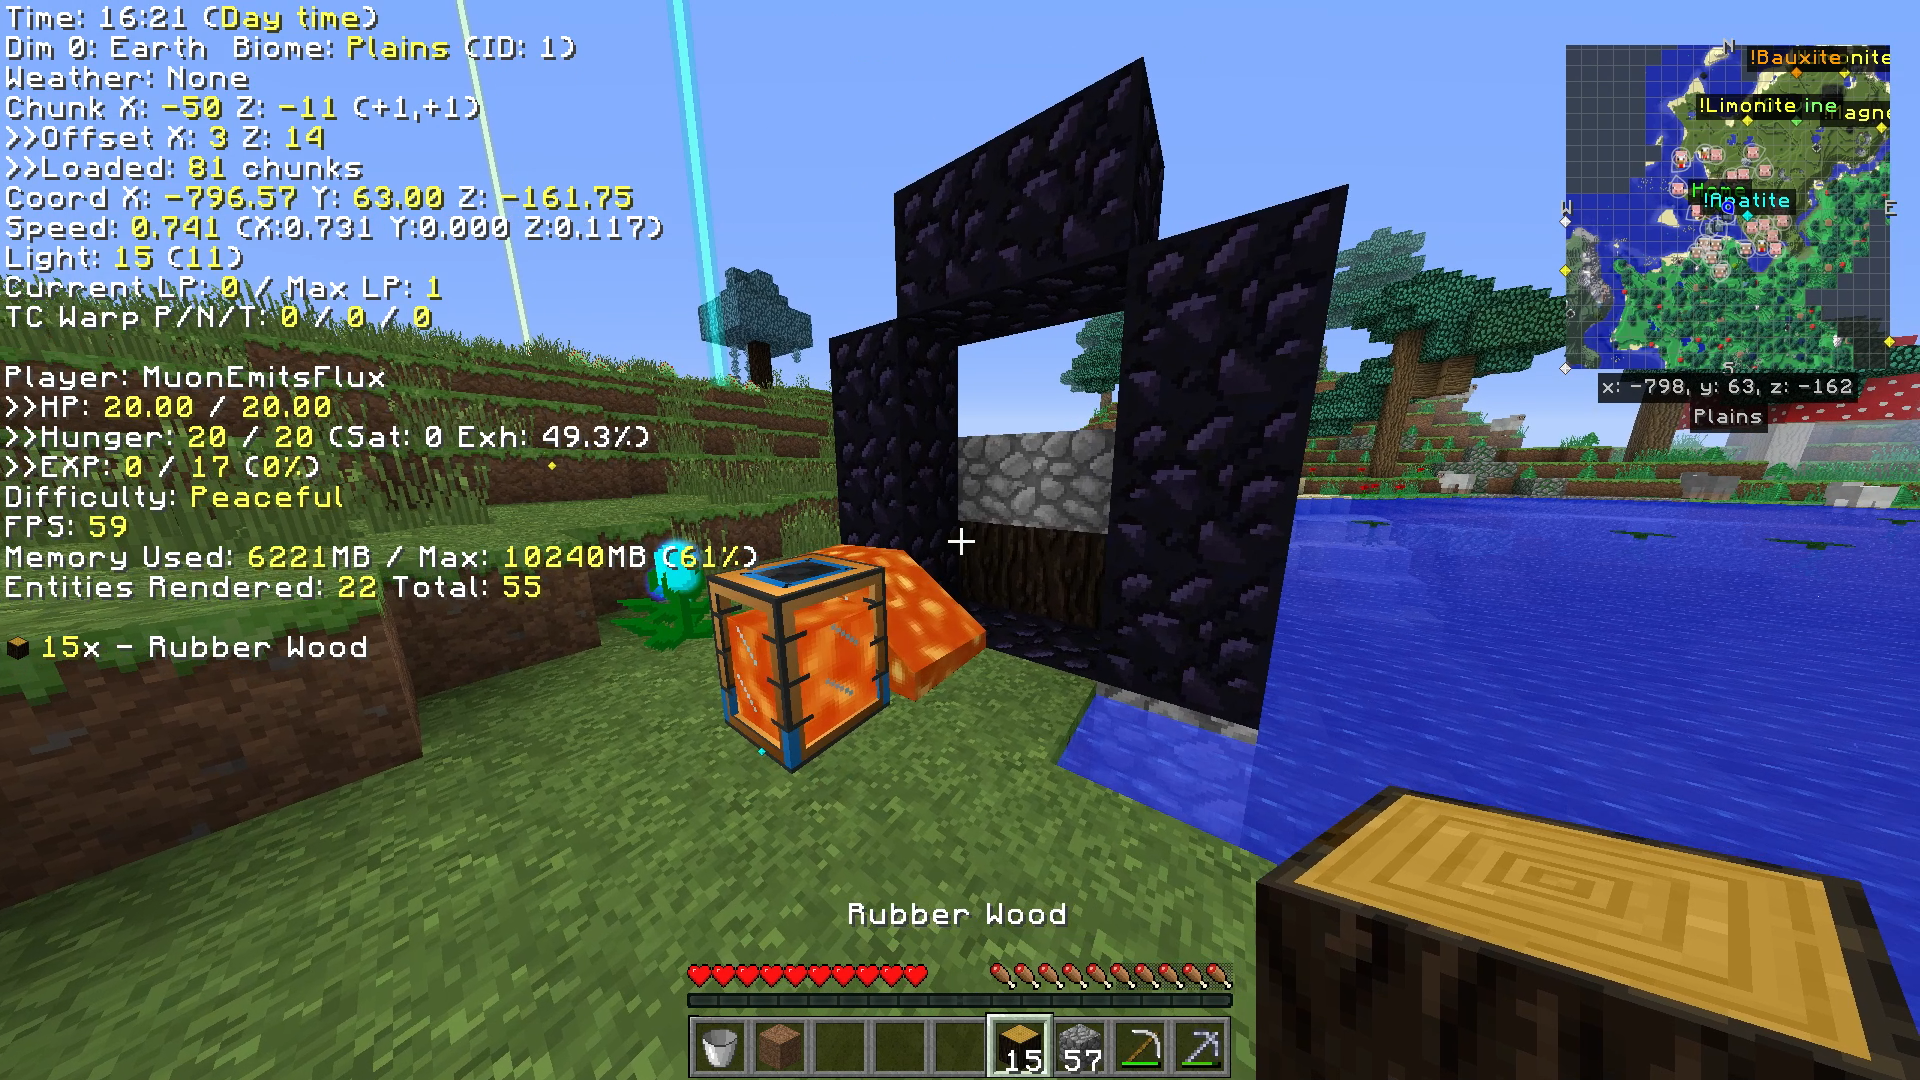 Time: 16:21 (Day time)
Dim 0: Earth Biome: Plains (ID: 1)
Weather: None
Chunk X: -50 Z: -11 (+1,+1)
>>Offset X: 3 Z: 14
>>Loaded: 81 chunks
Coord X: -796.57 Y: 63.00 Z: -161.75
Speed: 0.741 (X:0.731 Y:0.000 Z:0.117)
Light: 15 (11)
Current LP: 0 / Max LP: 1
TC Warp P/N/T: 0 / 0 / 0
Player: MuonEmitsFlux
>>HP: 20.00 / 20.00
>>Hunger: 20 / 20 (Sat: 0 Exh: 49.3%)
>>EXP: 0 / 17 (0%)
Difficulty: Peaceful
FPS: 59
Memory Used: 6221MB / Max: 10240MB (61%)
Entities Rendered: 22 Total: 55
15x - Rubber Wood
N
!Bauxite nite
!Limonite ine agne
Home
!Apatite
W
E
S
x: -798, y: 63, z: -162
Plains
Rubber Wood
15 57